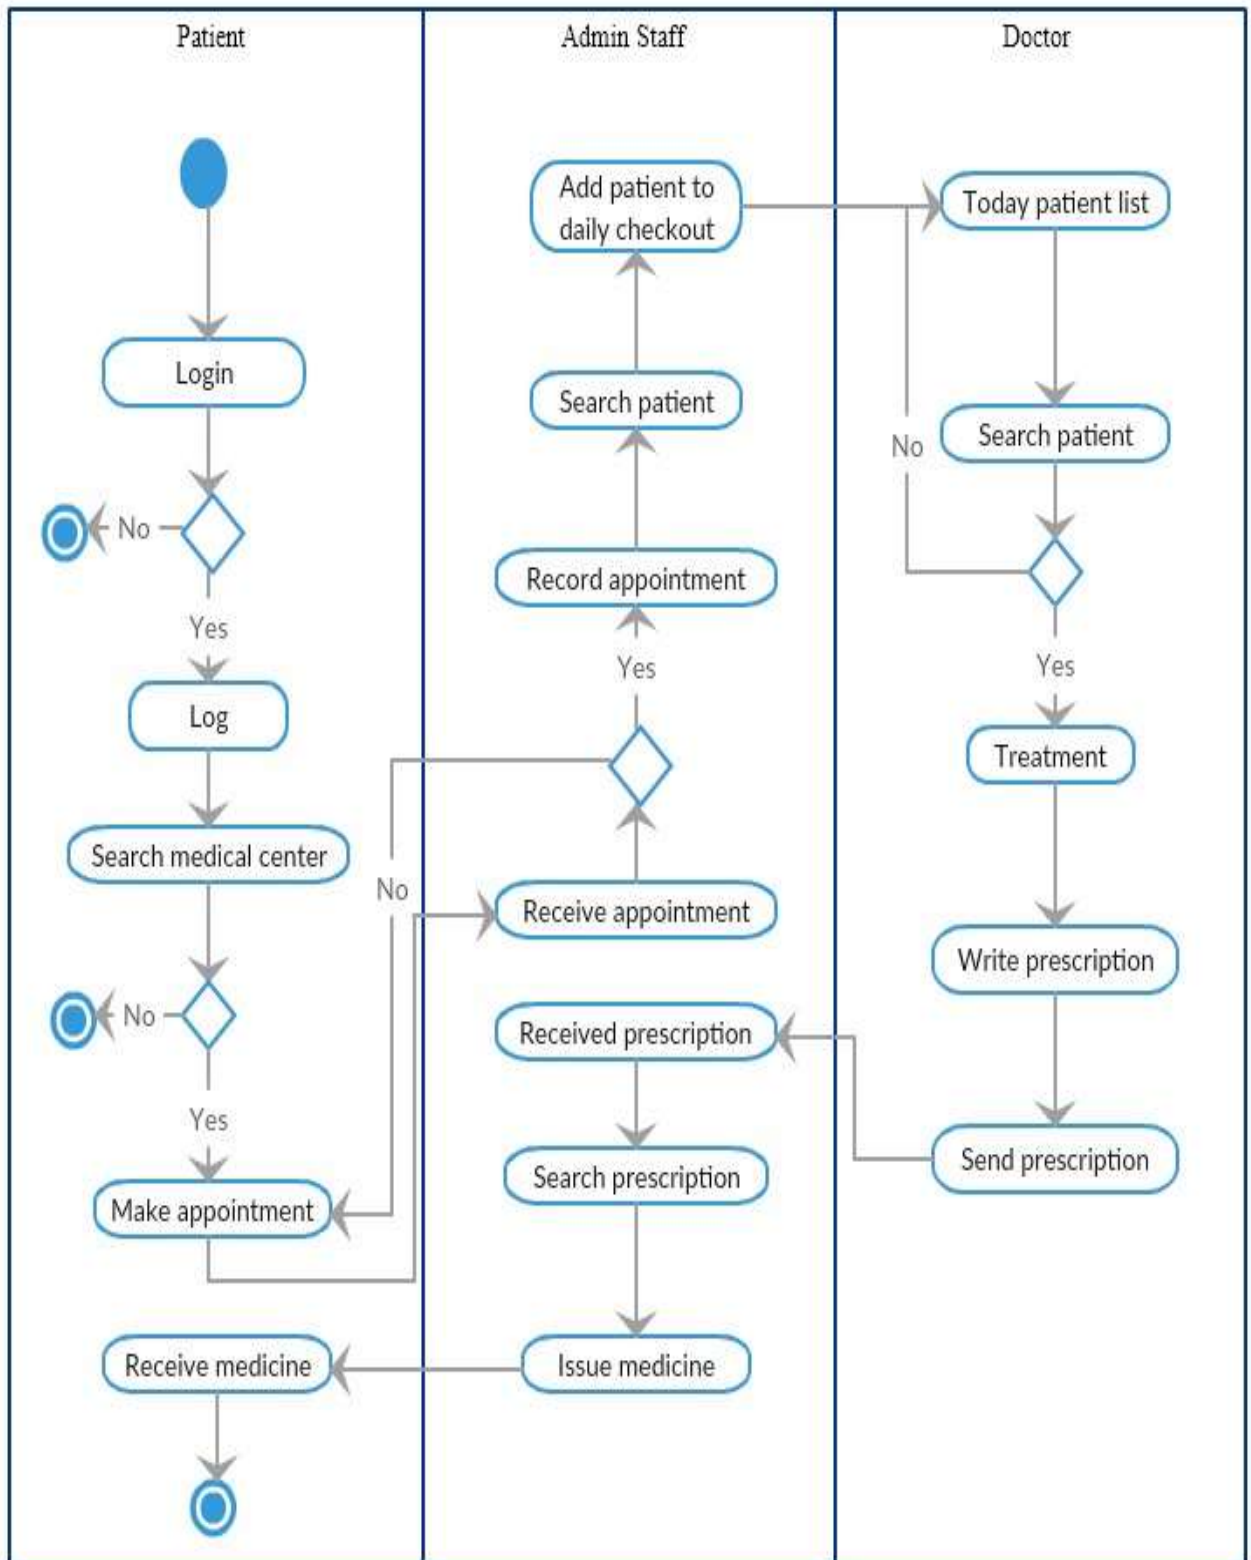 Patient
Admin Staff
Doctor
Login
No
Yes
Log
Search medical center
No
Yes
Make appointment
Receive medicine
Add patient to
daily checkout
Search patient
Record appointment
Yes
No
Receive appointment
Received prescription
Search prescription
Issue medicine
Today patient list
Search patient
No
Yes
Treatment
Write prescription
Send prescription